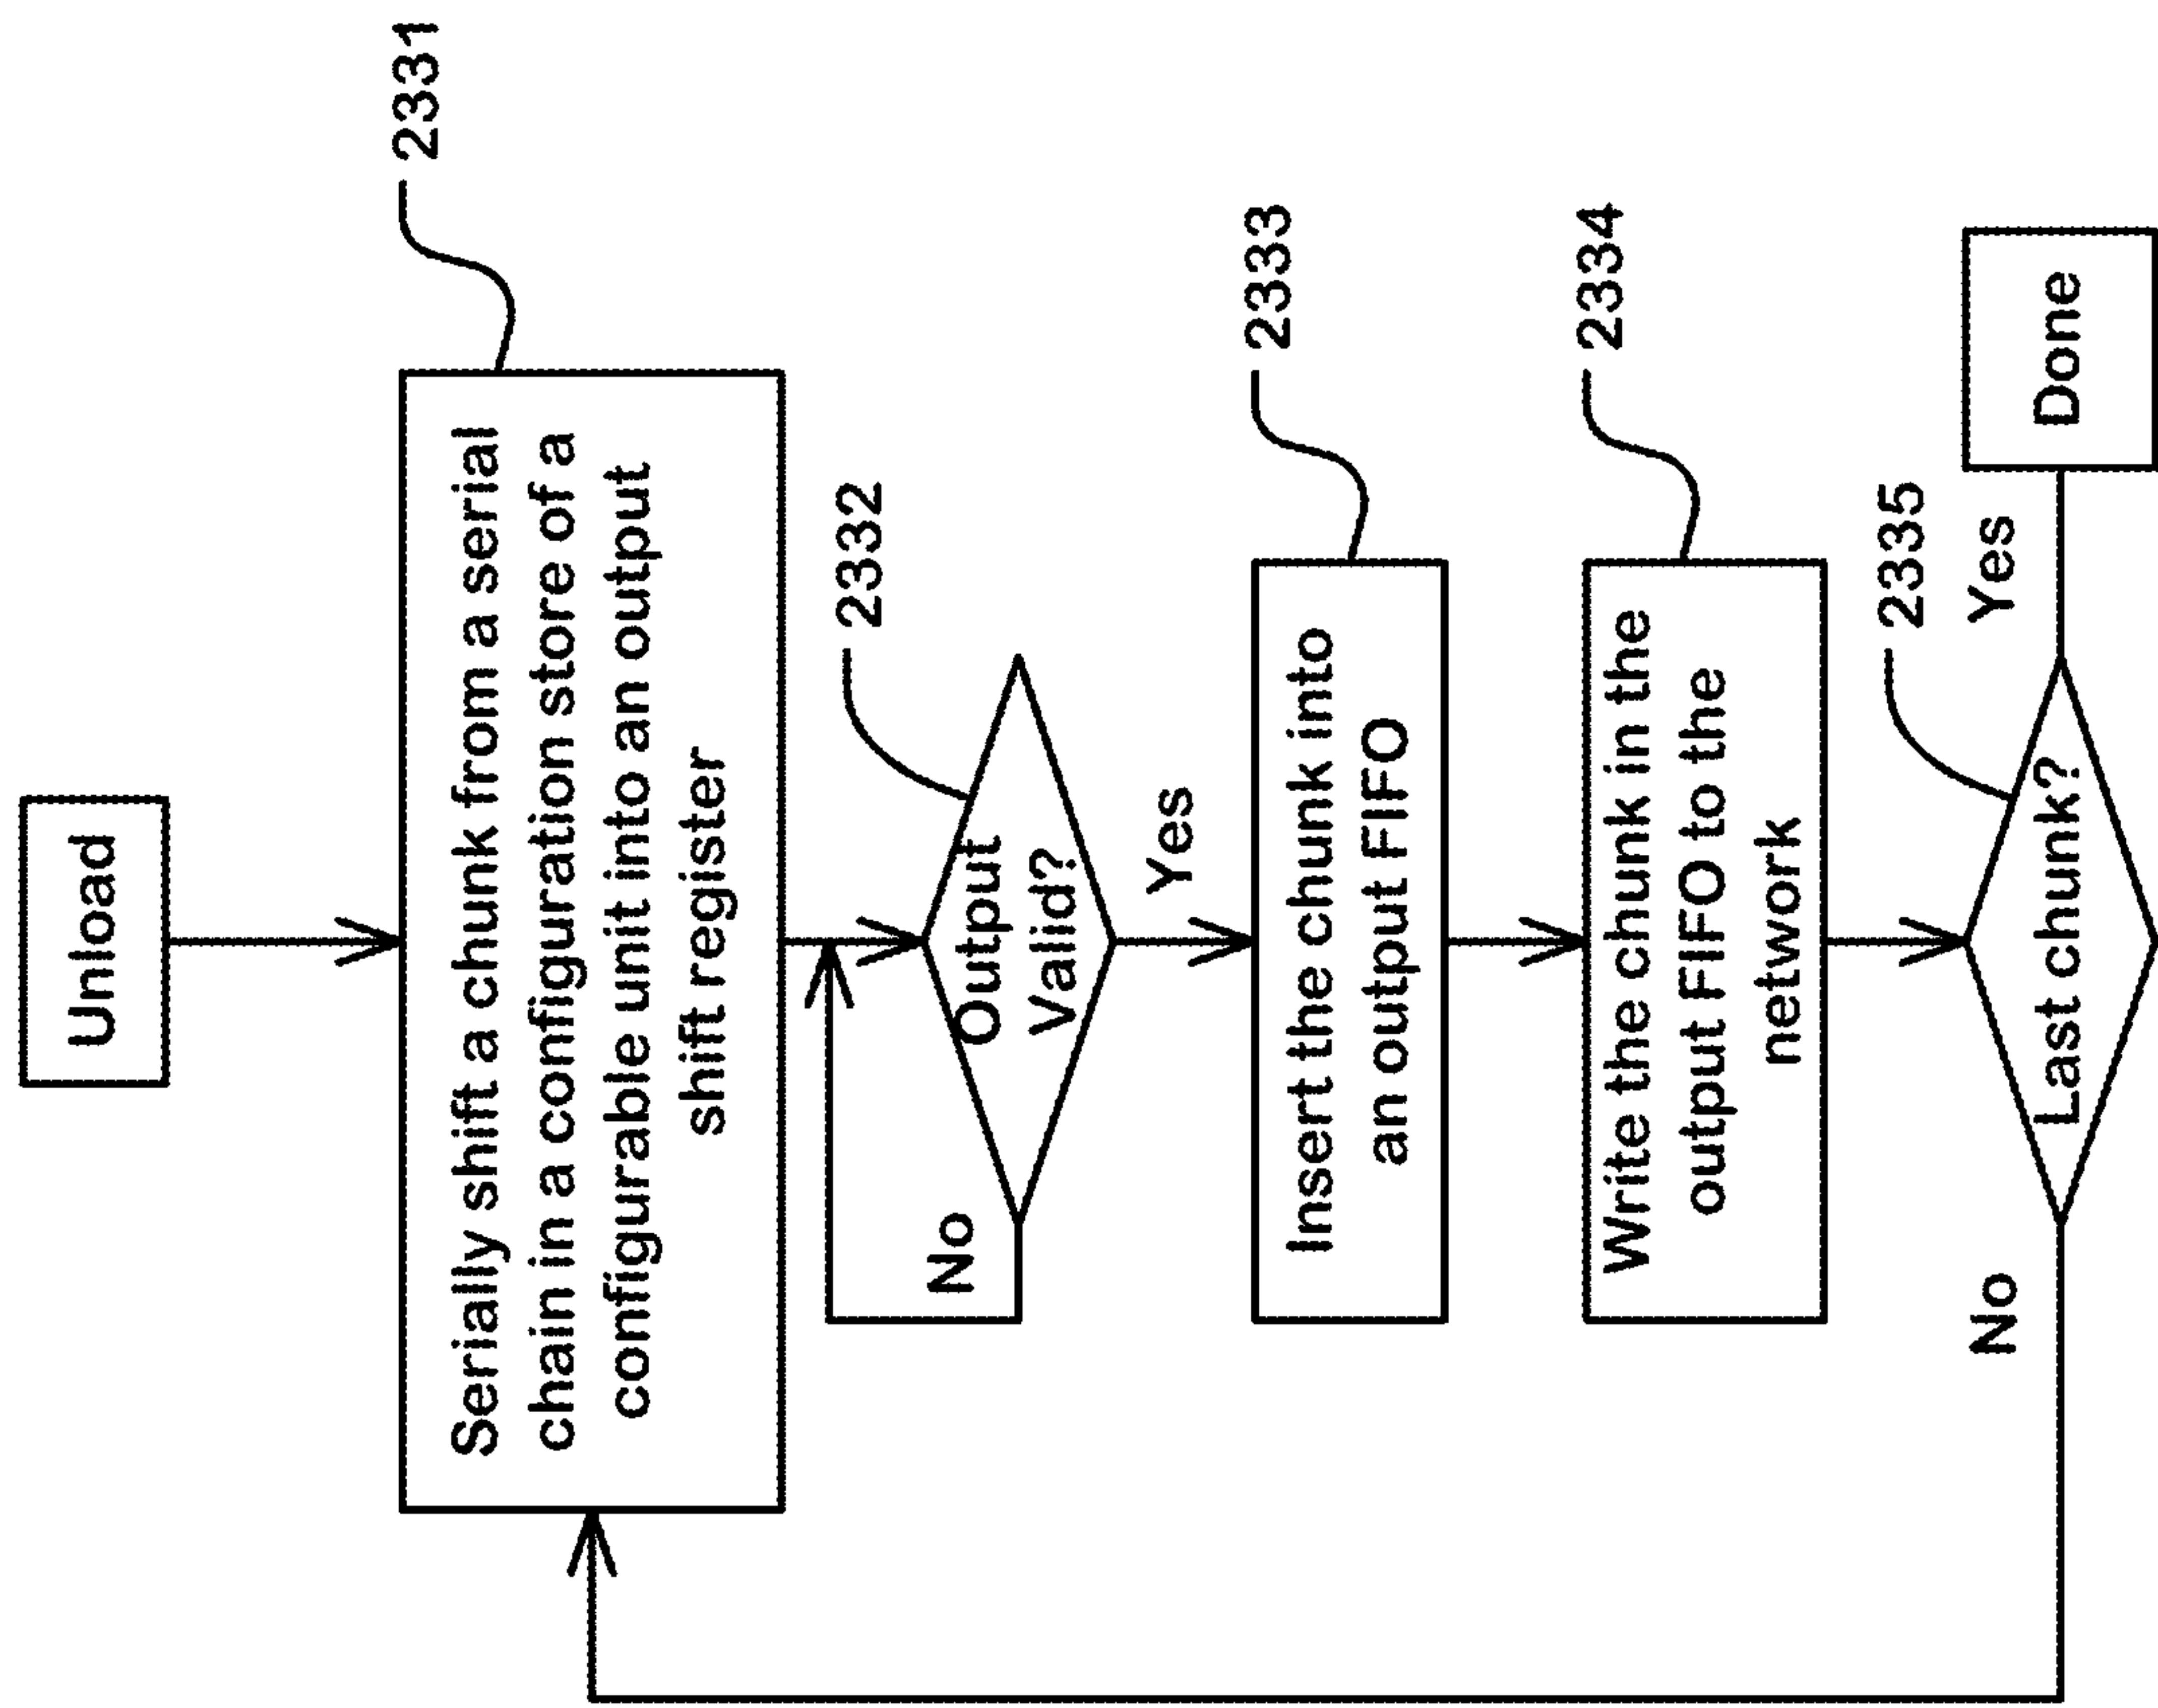 Unload
2331
Serially shift a chunk from a serial
chain in a configuration store of a
configurable unit into an output
shift register
2332
Output
Valid?
No
Yes
2333
Insert the chunk into
an output FIFO
2334
Write the chunk in the
output FIFO to the
network
2335
Last chunk?
No
Yes
Done